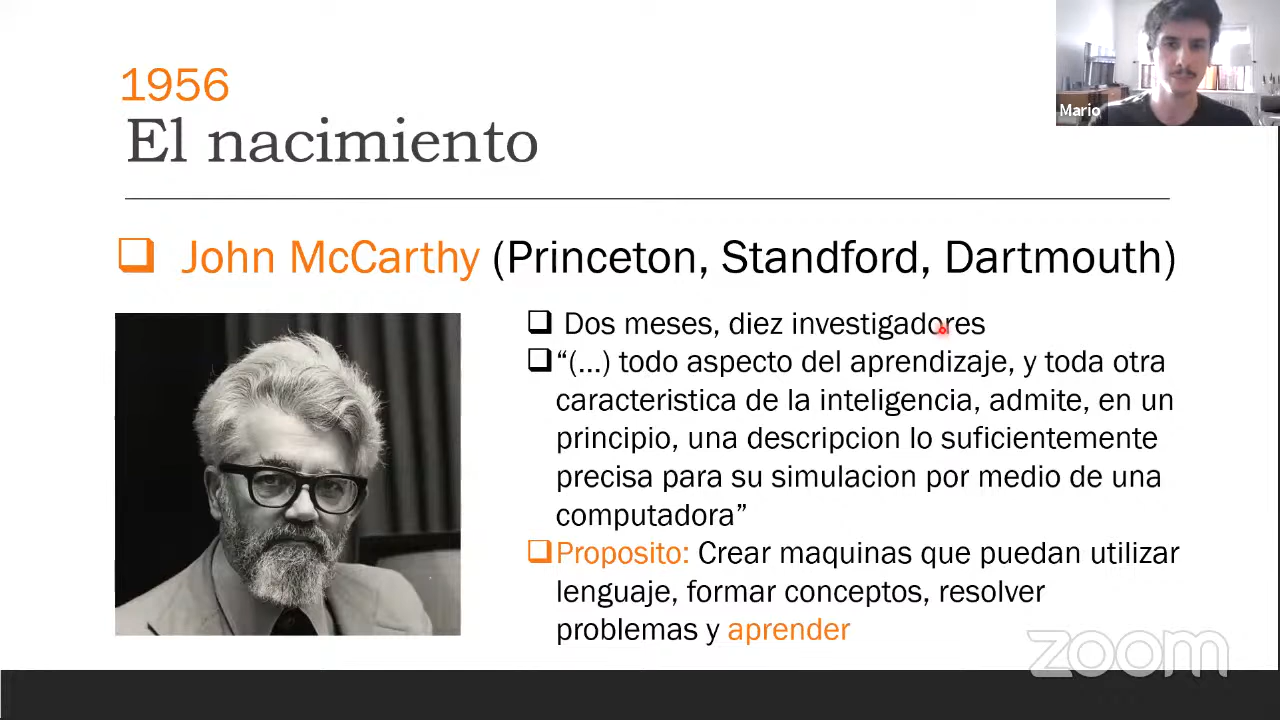 1956
El nacimiento
Mario
John McCarthy (Princeton, Standford, Dartmouth)
Dos meses, diez investigadores
“(...) todo aspecto del aprendizaje, y toda otra
caracteristica de la inteligencia, admite, en un
principio, una descripcion lo suficientemente
precisa para su simulacion por medio de una
computadora”
Proposito: Crear maquinas que puedan utilizar
lenguaje, formar conceptos, resolver
problemas y aprender
zoom